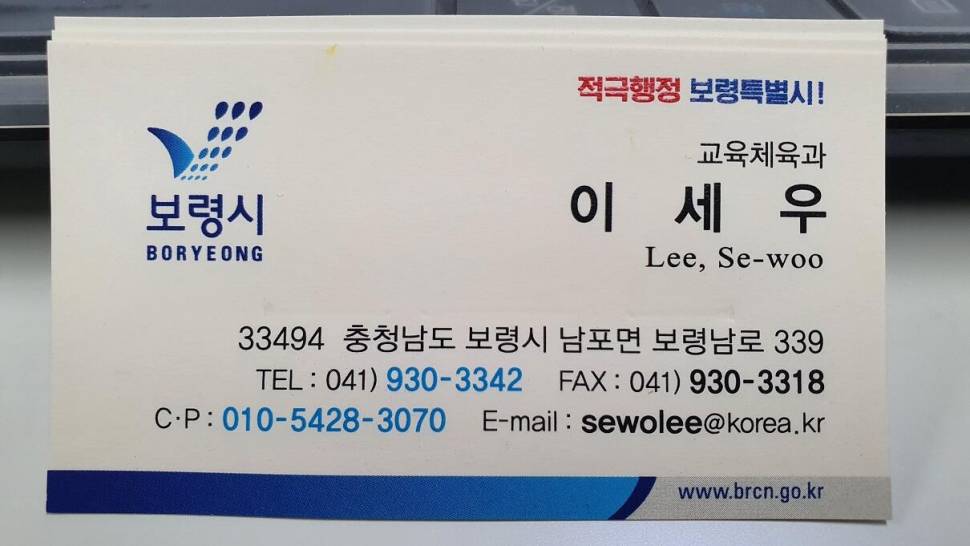 적극행정 보령특별시!
보령시
BORYEONG
교육체육과
이 세 우
Lee, Se-woo
33494 충청남도 보령시 남포면 보령남로 339
TEL : 041) 930-3342 FAX : 041) 930-3318
C·P : 010-5428-3070 E-mail : sewolee@korea.kr
www.brcn.go.kr